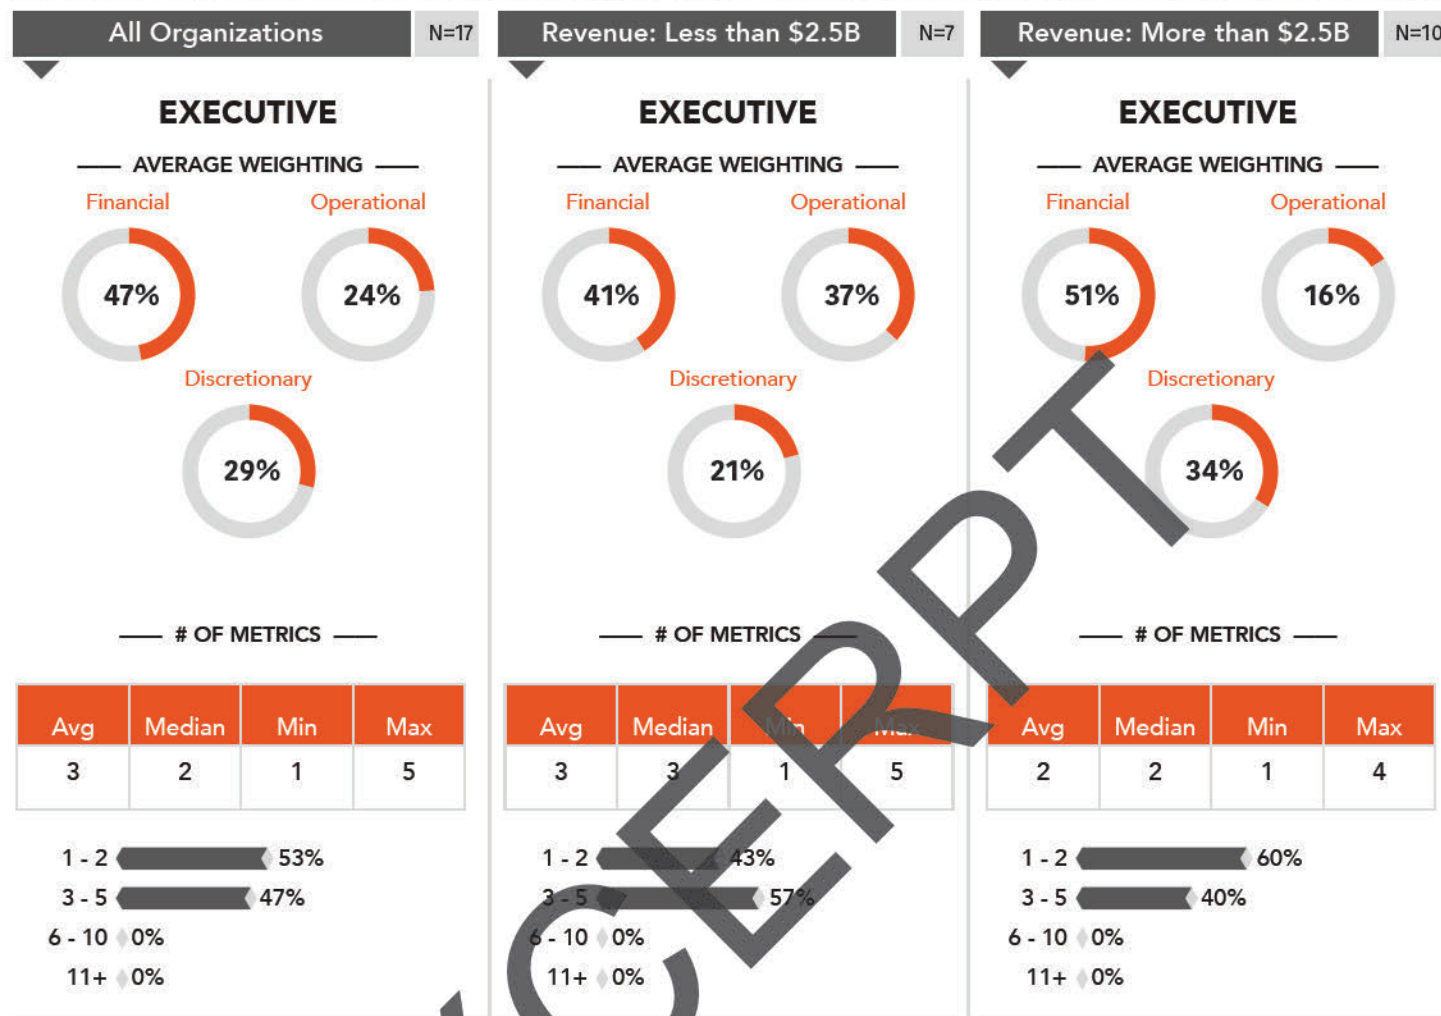 All Organizations N=17
EXECUTIVE
AVERAGE WEIGHTING
Financial Operational
47% 24%
Discretionary
29%
# OF METRICS
Avg Median Min Max
3 2 1 5
1 - 2 53%
3 - 5 47%
6 - 10 0%
11+ 0%
Revenue: Less than $2.5B N=7
EXECUTIVE
AVERAGE WEIGHTING
Financial Operational
41% 37%
Discretionary
21%
# OF METRICS
Avg Median Min Max
3 3 1 5
1 - 2 43%
3 - 5 57%
6 - 10 0%
11+ 0%
Revenue: More than $2.5B N=10
EXECUTIVE
AVERAGE WEIGHTING
Financial Operational
51% 16%
Discretionary
34%
# OF METRICS
Avg Median Min Max
2 2 1 4
1 - 2 60%
3 - 5 40%
6 - 10 0%
11+ 0%
CERPT